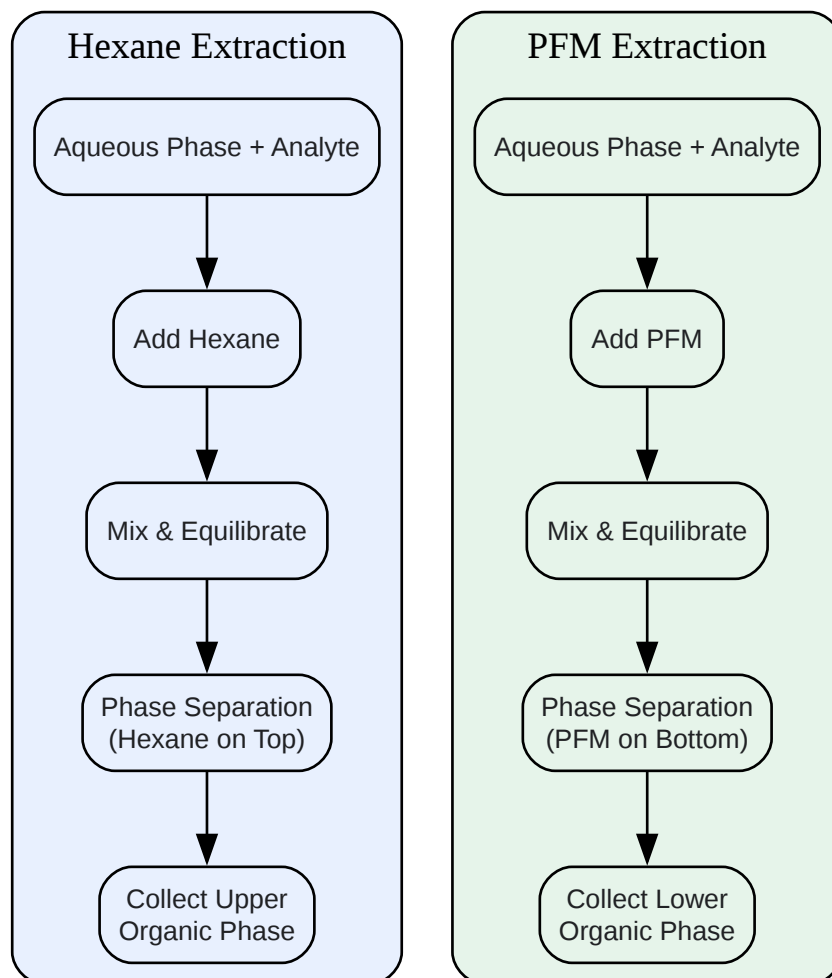 Hexane Extraction
Aqueous Phase + Analyte
Add Hexane
Mix & Equilibrate
Phase Separation
(Hexane on Top)
Collect Upper
Organic Phase
PFM Extraction
Aqueous Phase + Analyte
Add PFM
Mix & Equilibrate
Phase Separation
(PFM on Bottom)
Collect Lower
Organic Phase